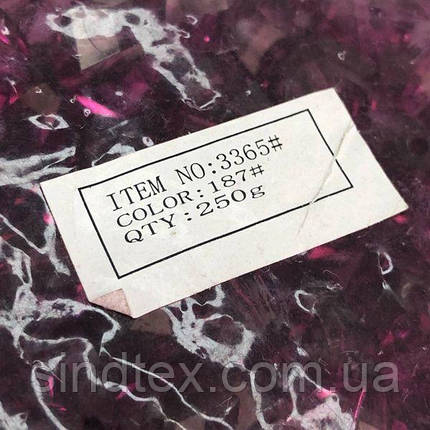 ITEM NO:3365#
COLOR:187#
QTY:250g
sindtex.com.ua